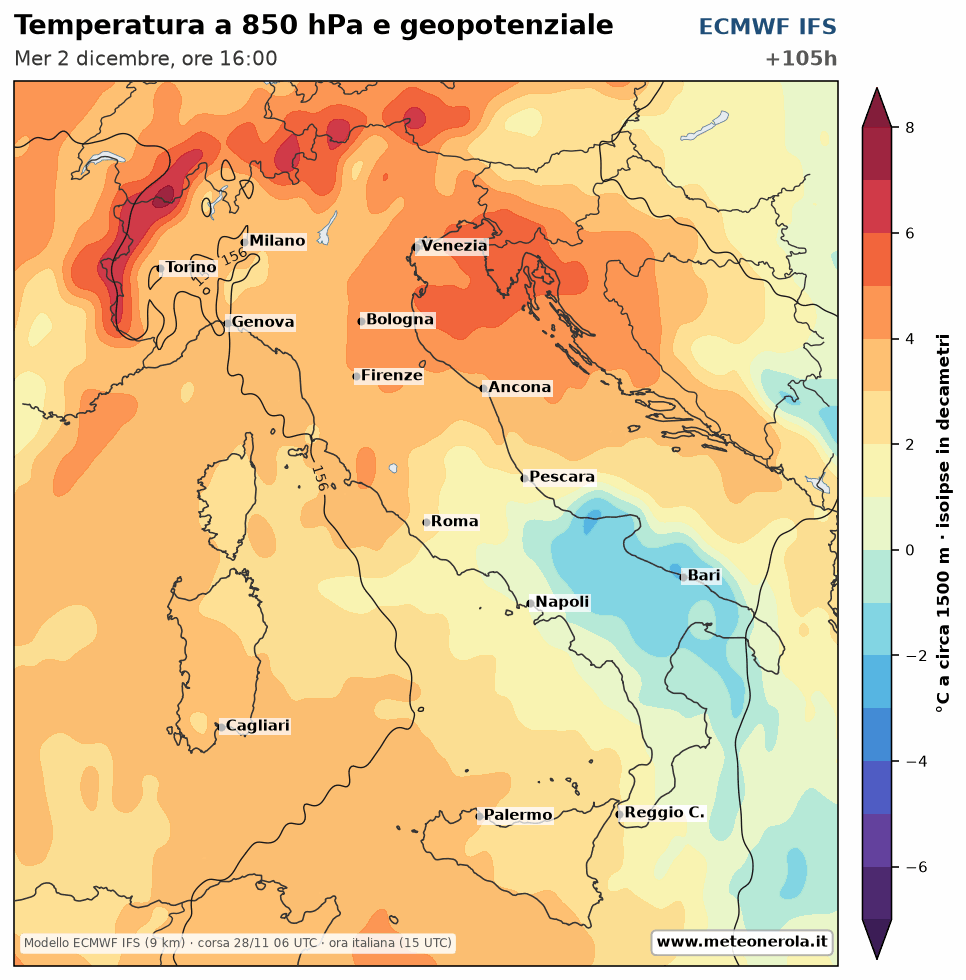 Temperatura a 850 hPa e geopotenziale
ECMWF IFS
Mer 2 dicembre, ore 16:00
+105h
Milano
Venezia
156
Torino
Genova
Bologna
Firenze
Ancona
156
Pescara
Roma
Bari
Napoli
Cagliari
Palermo
Reggio C.
8
6
4
2
0
−2
−4
−6
°C a circa 1500 m · isoipse in decametri
Modello ECMWF IFS (9 km) · corsa 28/11 06 UTC · ora italiana (15 UTC)
www.meteonerola.it